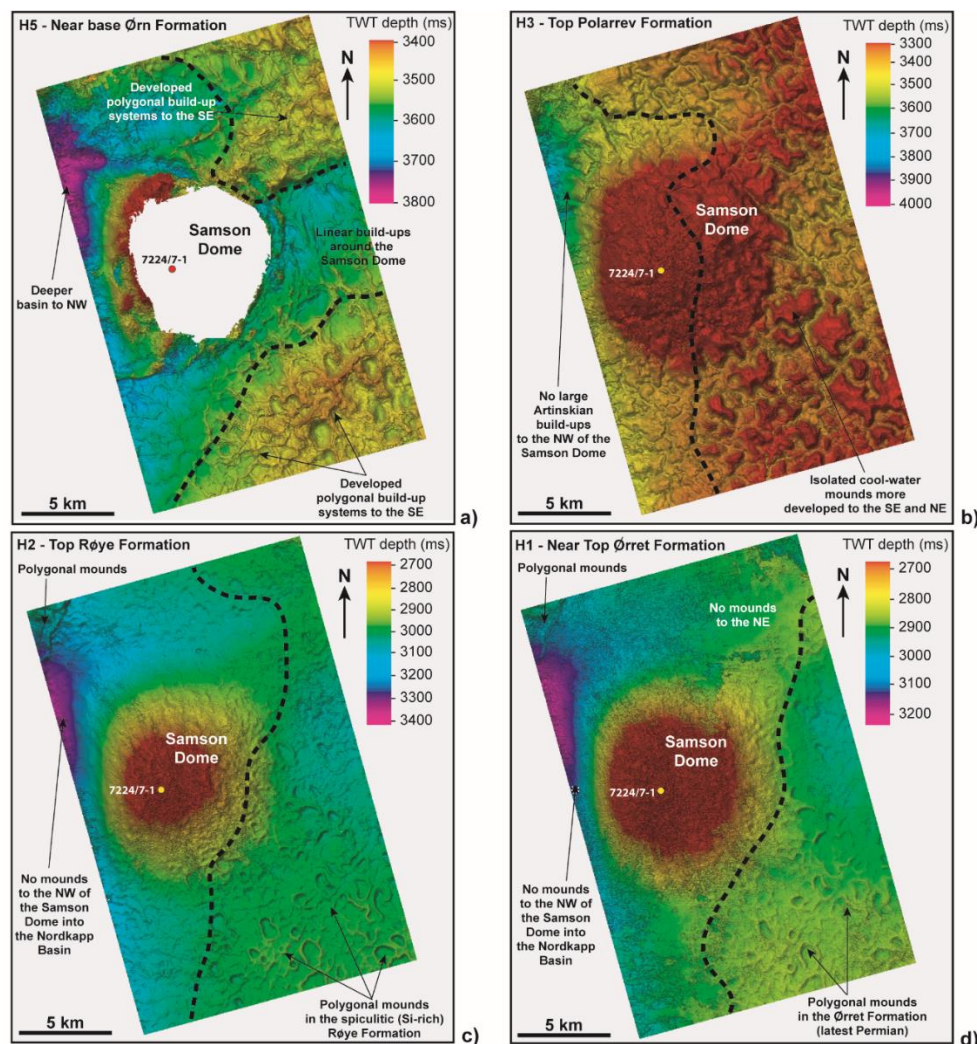 H5 - Near base Ørn Formation
TWT depth (ms)
3400
3500
3600
3700
3800
N
Developed
polygonal build-up
systems to the SE
Samson
Dome
7224/7-1
Linear build-ups
around the
Samson Dome
Deeper
basin to NW
Developed
polygonal build-up
systems to the SE
5 km
a)
H3 - Top Polarrev Formation
TWT depth (ms)
3300
3400
3500
3600
3700
3800
3900
4000
N
Samson
Dome
7224/7-1
No large
Artinskian
build-ups
to the NW of the
Samson Dome
Isolated cool-water
mounds more
developed to the SE and NE
5 km
b)
H2 - Top Røye Formation
TWT depth (ms)
2700
2800
2900
3000
3100
3200
3300
3400
Polygonal mounds
N
Samson
Dome
7224/7-1
No mounds
to the NW of
the Samson
Dome into
the Nordkapp
Basin
Polygonal mounds
in the spiculitic (Si-rich)
Røye Formation
5 km
c)
H1 - Near Top Ørret Formation
TWT depth (ms)
2700
2800
2900
3000
3100
3200
Polygonal mounds
N
No mounds
to the NE
Samson
Dome
7224/7-1
No mounds
to the NW of
the Samson
Dome into
the Nordkapp
Basin
Polygonal mounds
in the Ørret Formation
(latest Permian)
5 km
d)